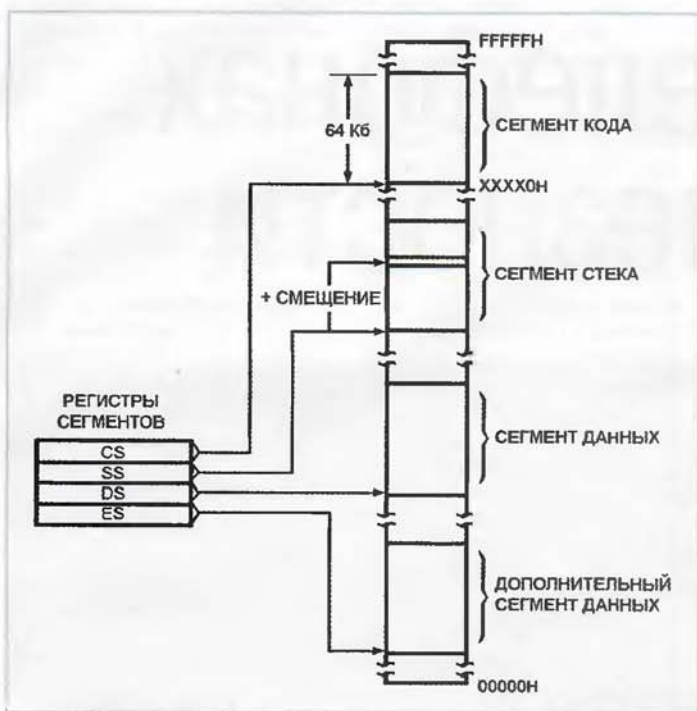 FFFFFH
64 Кб
СЕГМЕНТ КОДА
XXXX0H
СЕГМЕНТ СТЕКА
+ СМЕЩЕНИЕ
РЕГИСТРЫ
СЕГМЕНТОВ
CS
SS
DS
ES
СЕГМЕНТ ДАННЫХ
ДОПОЛНИТЕЛЬНЫЙ
СЕГМЕНТ ДАННЫХ
00000H